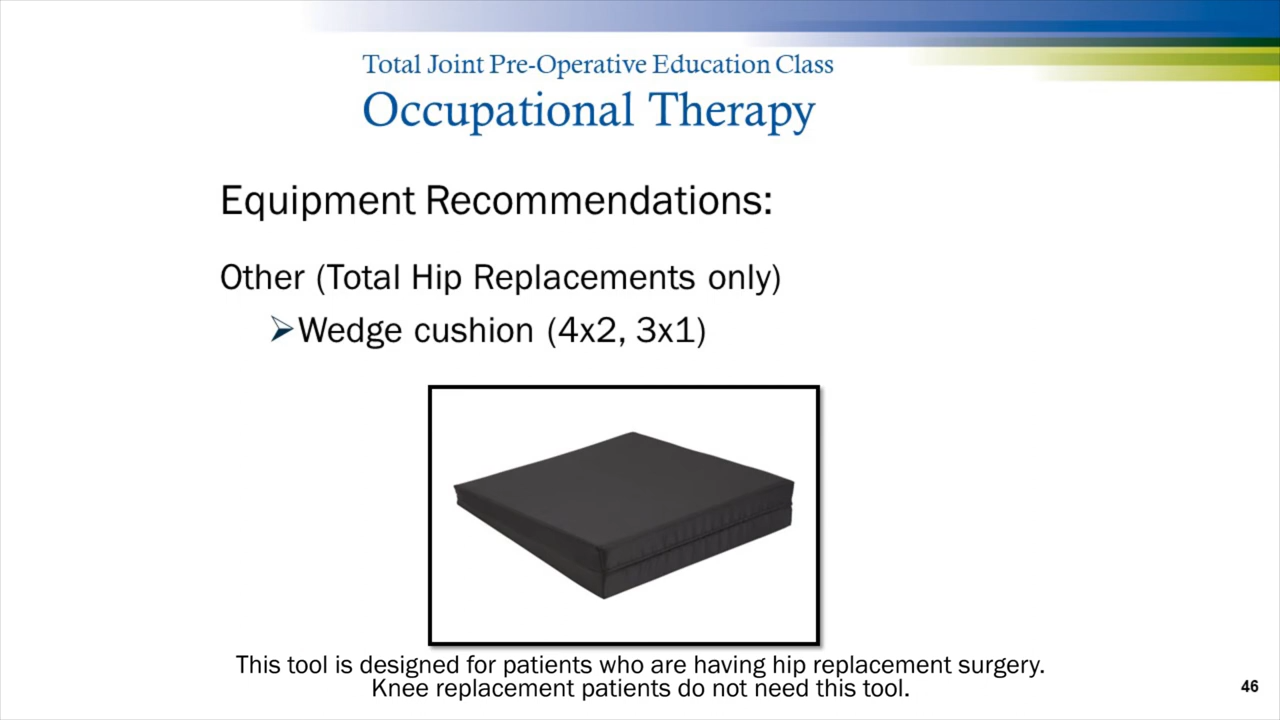 Total Joint Pre-Operative Education Class
Occupational Therapy
Equipment Recommendations:
Other (Total Hip Replacements only)
➢Wedge cushion (4x2, 3x1)
This tool is designed for patients who are having hip replacement surgery.
Knee replacement patients do not need this tool.
46